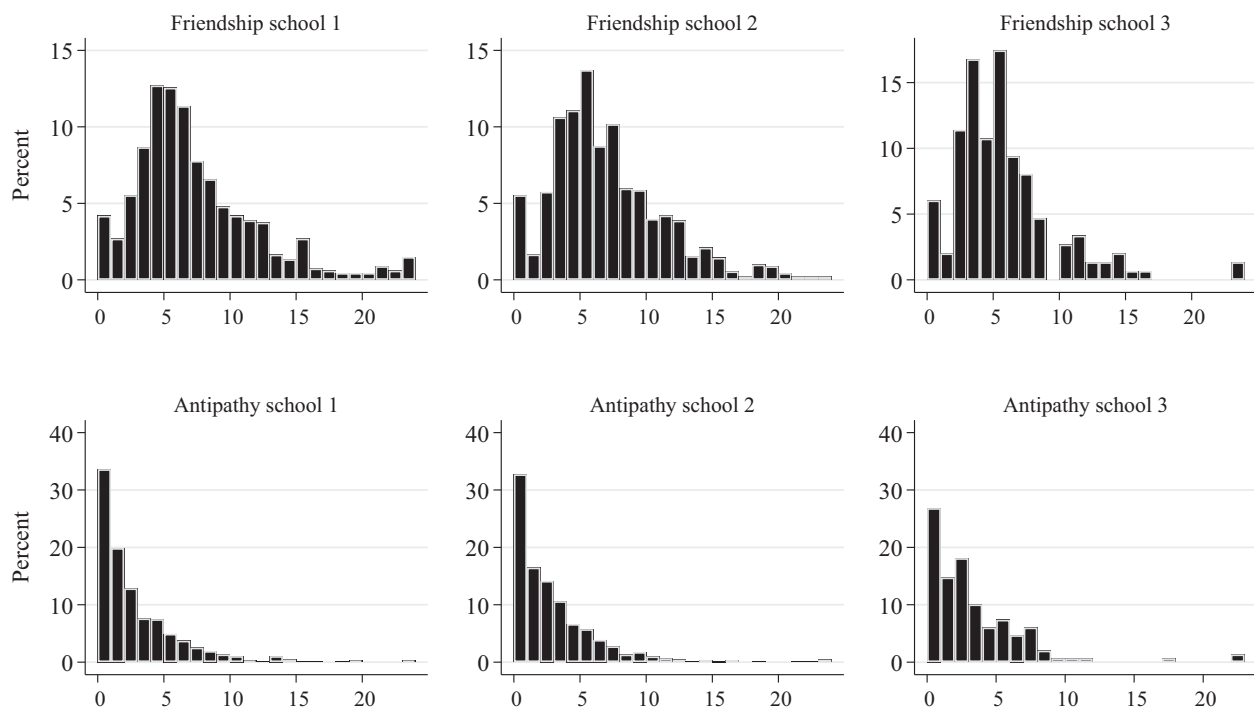 Friendship school 1
Friendship school 2
Friendship school 3
Percent
15
10
5
0
0 5 10 15 20
15
10
5
0
0 5 10 15 20
15
10
5
0
0 5 10 15 20
Antipathy school 1
Antipathy school 2
Antipathy school 3
Percent
40
30
20
10
0
0 5 10 15 20
40
30
20
10
0
0 5 10 15 20
40
30
20
10
0
0 5 10 15 20